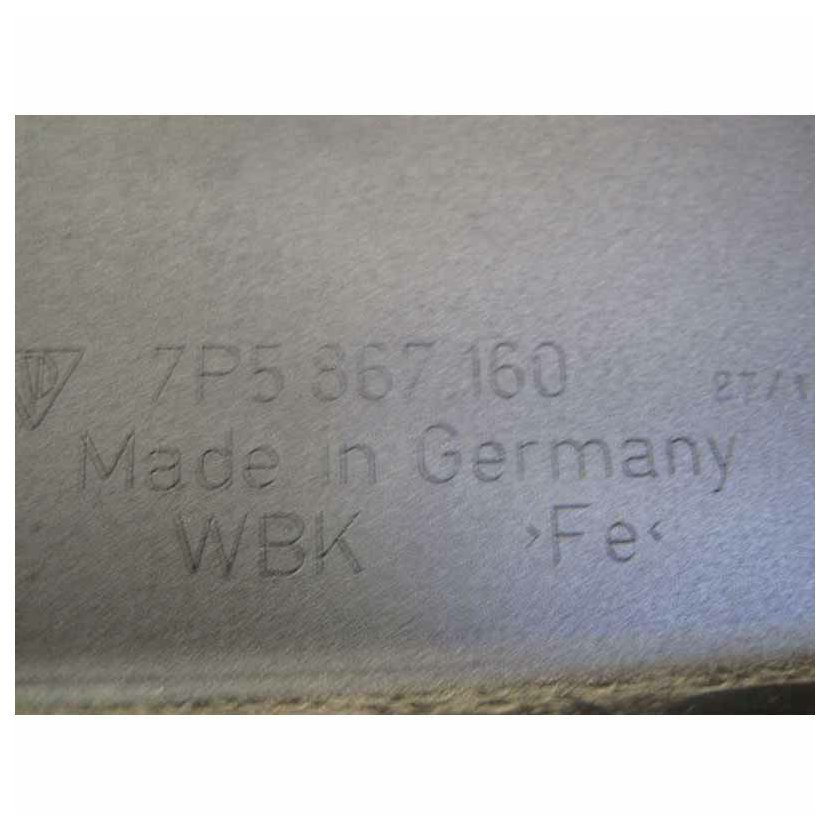 7P5.867.160
Made in Germany
WBK >Fe<